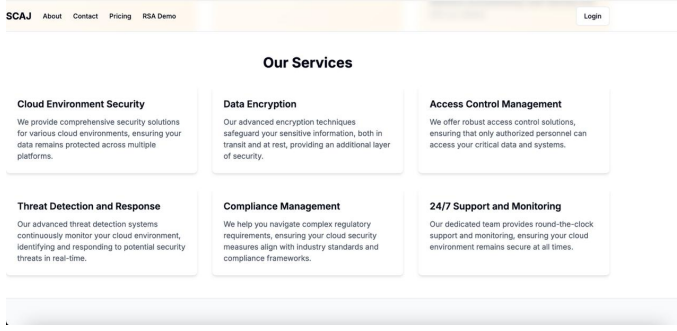 SCAJ About Contact Pricing RSA Demo Login
Our Services
Cloud Environment Security
We provide comprehensive security solutions
for various cloud environments, ensuring your
data remains protected across multiple
platforms.
Data Encryption
Our advanced encryption techniques
safeguard your sensitive information, both in
transit and at rest, providing an additional layer
of security.
Access Control Management
We offer robust access control solutions,
ensuring that only authorized personnel can
access your critical data and systems.
Threat Detection and Response
Our advanced threat detection systems
continuously monitor your cloud environment,
identifying and responding to potential security
threats in real-time.
Compliance Management
We help you navigate complex regulatory
requirements, ensuring your cloud security
measures align with industry standards and
compliance frameworks.
24/7 Support and Monitoring
Our dedicated team provides round-the-clock
support and monitoring, ensuring your cloud
environment remains secure at all times.